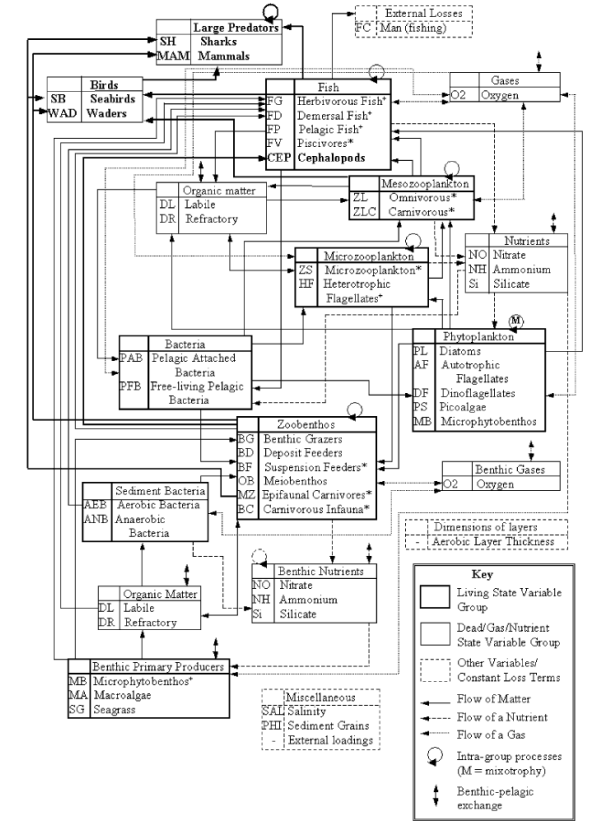 External Losses
FC Man (fishing)
Large Predators
SH Sharks
MAM Mammals
Birds
SB Seabirds
WAD Waders
Fish
FG Herbivorous Fish*
FD Demersal Fish*
FP Pelagic Fish*
FV Piscivores*
CEP Cephalopods
Gases
O2 Oxygen
Organic matter
DL Labile
DR Refractory
Mesozooplankton
ZL Omnivorous*
ZLC Carnivorous*
Nutrients
NO Nitrate
NH Ammonium
Si Silicate
Microzooplankton
ZS Microzooplankton*
HF Heterotrophic
Flagellates*
Bacteria
PAB Pelagic Attached
Bacteria
PFB Free-living Pelagic
Bacteria
M
Phytoplankton
PL Diatoms
AF Autotrophic
Flagellates
DF Dinoflagellates
PS Picoalgae
MB Microphytobenthos
Zoobenthos
BG Benthic Grazers
BD Deposit Feeders
BF Suspension Feeders*
OB Meiobenthos
MZ Epifaunal Carnivores*
BC Carnivorous Infauna*
Benthic Gases
O2 Oxygen
Sediment Bacteria
AEB Aerobic Bacteria
ANB Anaerobic
Bacteria
Dimensions of layers
- Aerobic Layer Thickness
Benthic Nutrients
NO Nitrate
NH Ammonium
Si Silicate
Organic Matter
DL Labile
DR Refractory
Benthic Primary Producers
MB Microphytobenthos*
MA Macroalgae
SG Seagrass
Miscellaneous
SAL Salinity
PHI Sediment Grains
- External loadings
Key
Living State Variable
Group
Dead/Gas/Nutrient
State Variable Group
Other Variables/
Constant Loss Terms
Flow of Matter
Flow of a Nutrient
Flow of a Gas
Intra-group processes
(M = mixotrophy)
Benthic-pelagic
exchange